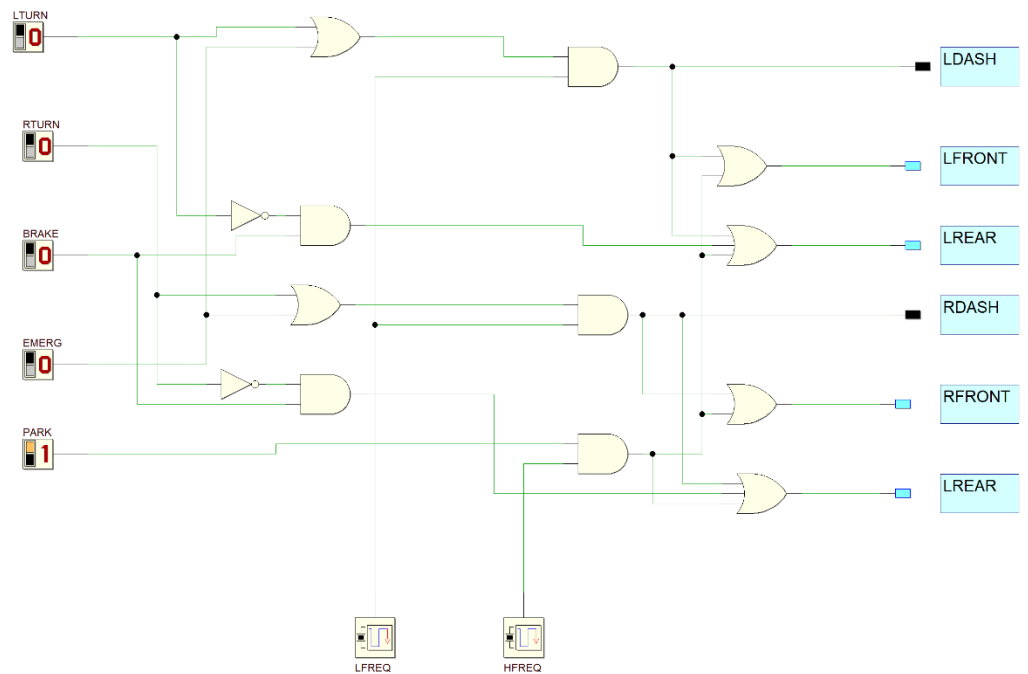 LTURN
0
LDASH
RTURN
0
LFRONT
BRAKE
0
LREAR
RDASH
EMERG
0
RFRONT
PARK
1
LREAR
LFREQ
HFREQ